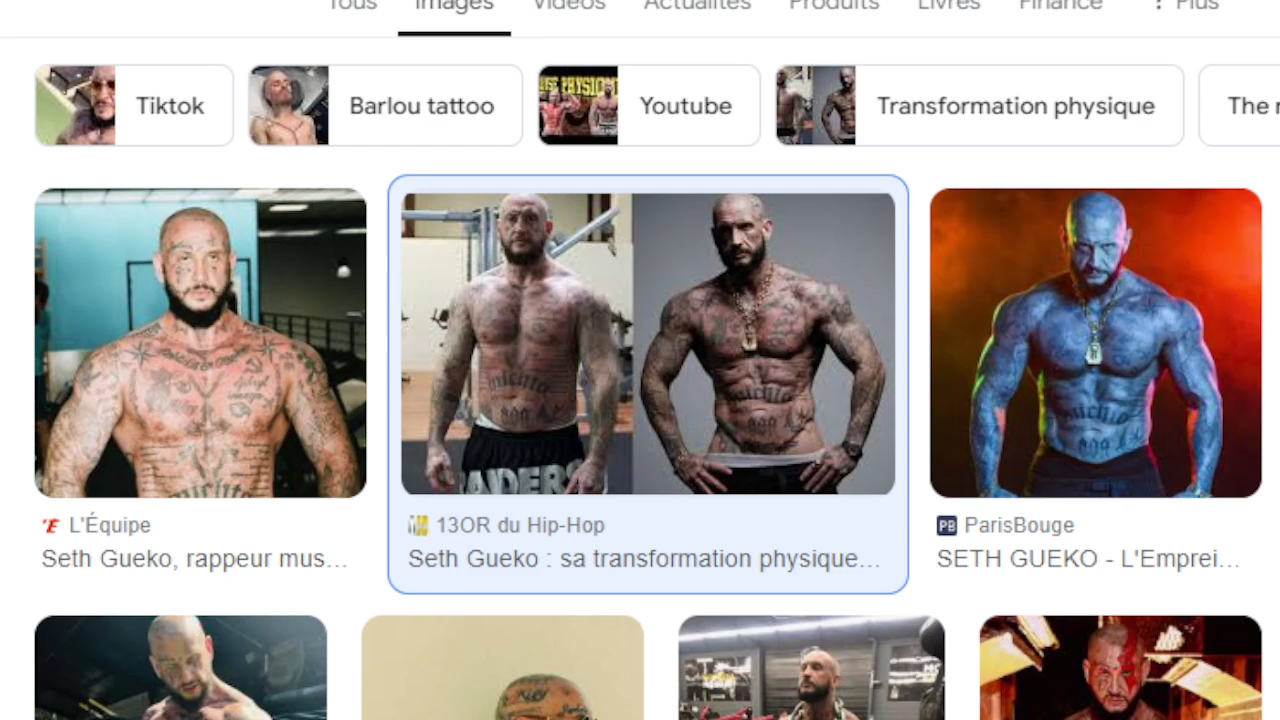 Tous Images Vidéos Actualités Produits Livres Finance Plus
Tiktok Barlou tattoo Youtube Transformation physique The
L'Équipe
Seth Gueko, rappeur mus...
13OR du Hip-Hop
Seth Gueko : sa transformation physique...
ParisBouge
SETH GUEKO - L'Emprei...